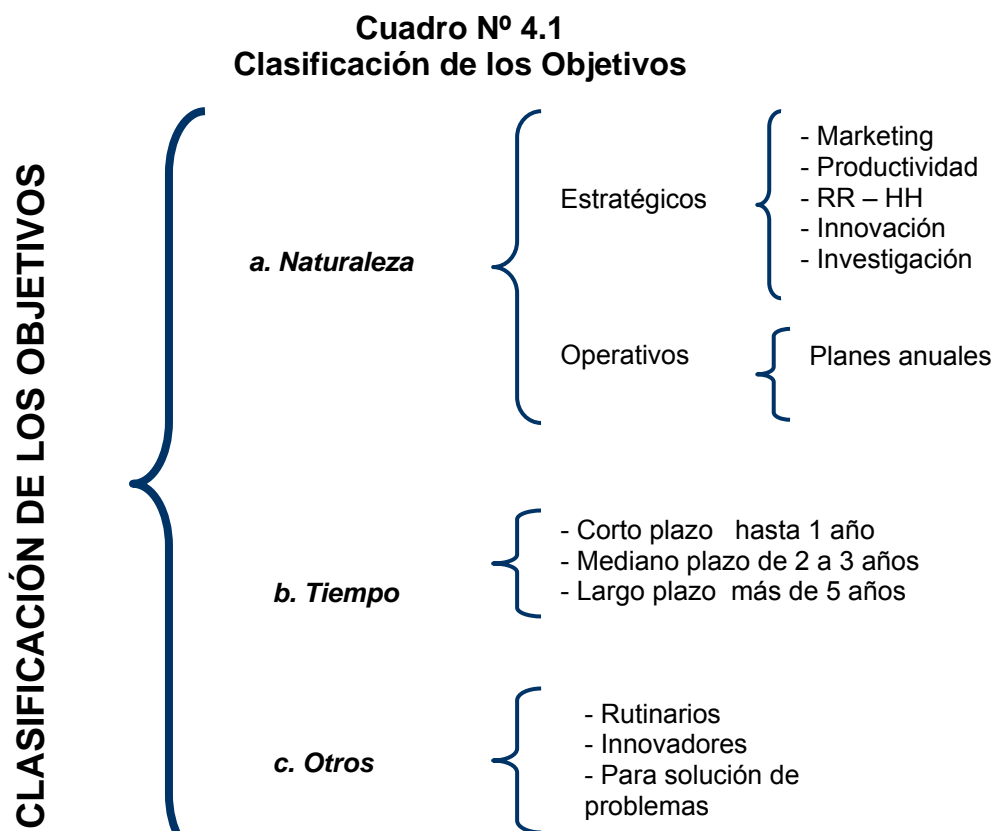 Cuadro Nº 4.1
Clasificación de los Objetivos
CLASIFICACIÓN DE LOS OBJETIVOS
a. Naturaleza
Estratégicos
- Marketing
- Productividad
- RR – HH
- Innovación
- Investigación
Operativos
Planes anuales
b. Tiempo
- Corto plazo   hasta 1 año
- Mediano plazo de 2 a 3 años
- Largo plazo  más de 5 años
c. Otros
- Rutinarios
- Innovadores
- Para solución de
problemas